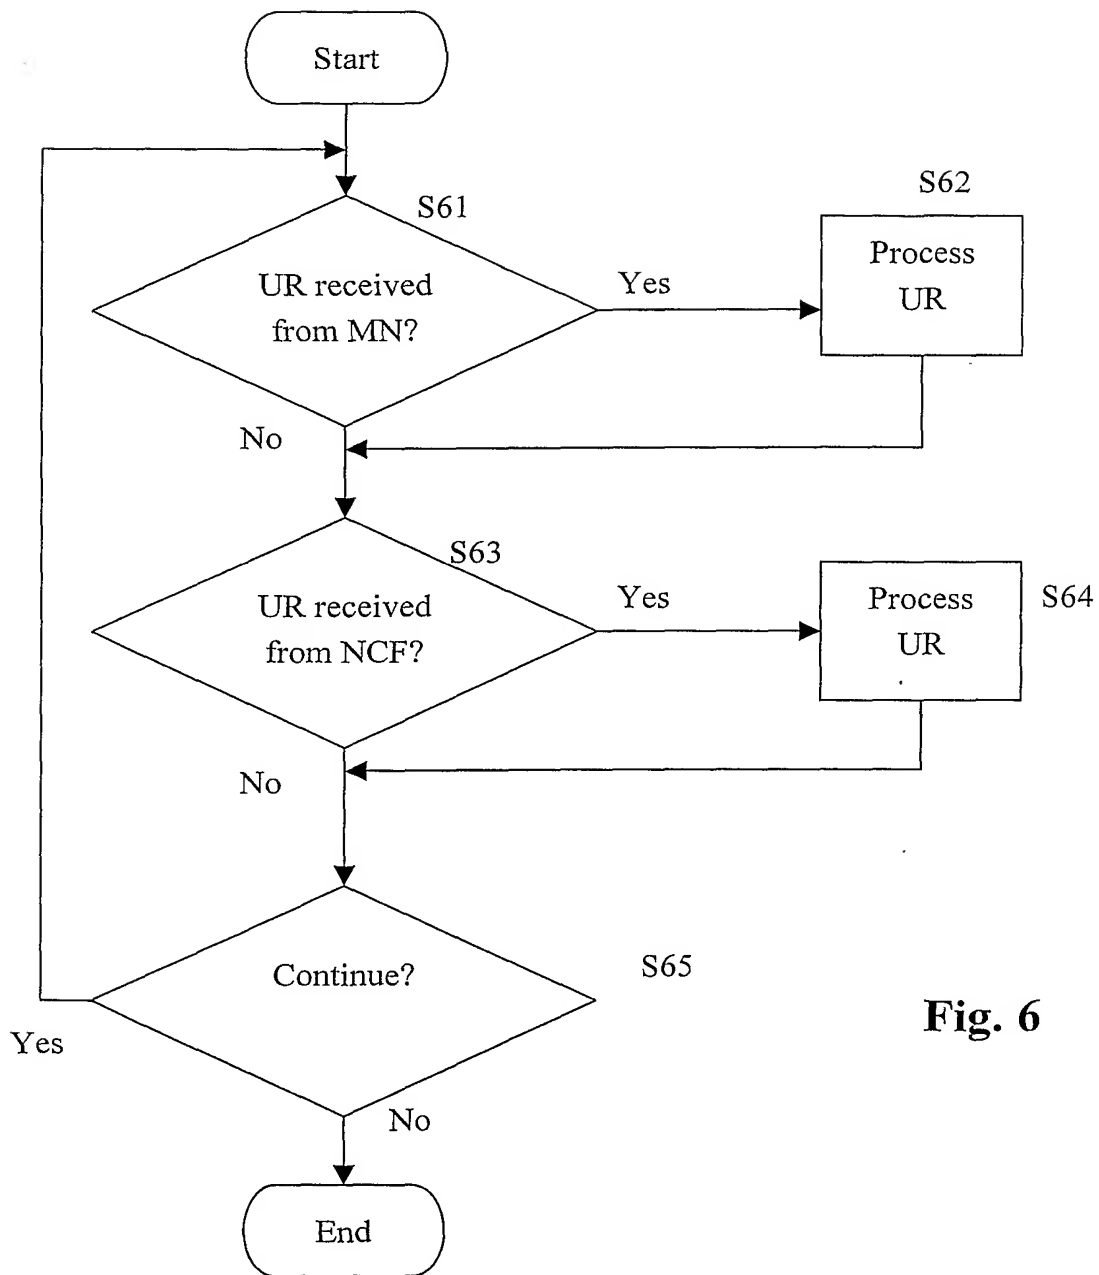 Start
S61
S62
UR received
from MN?
Yes
Process
UR
No
S63
UR received
from NCF?
Yes
Process
UR
S64
No
Continue?
S65
Fig. 6
Yes
No
End